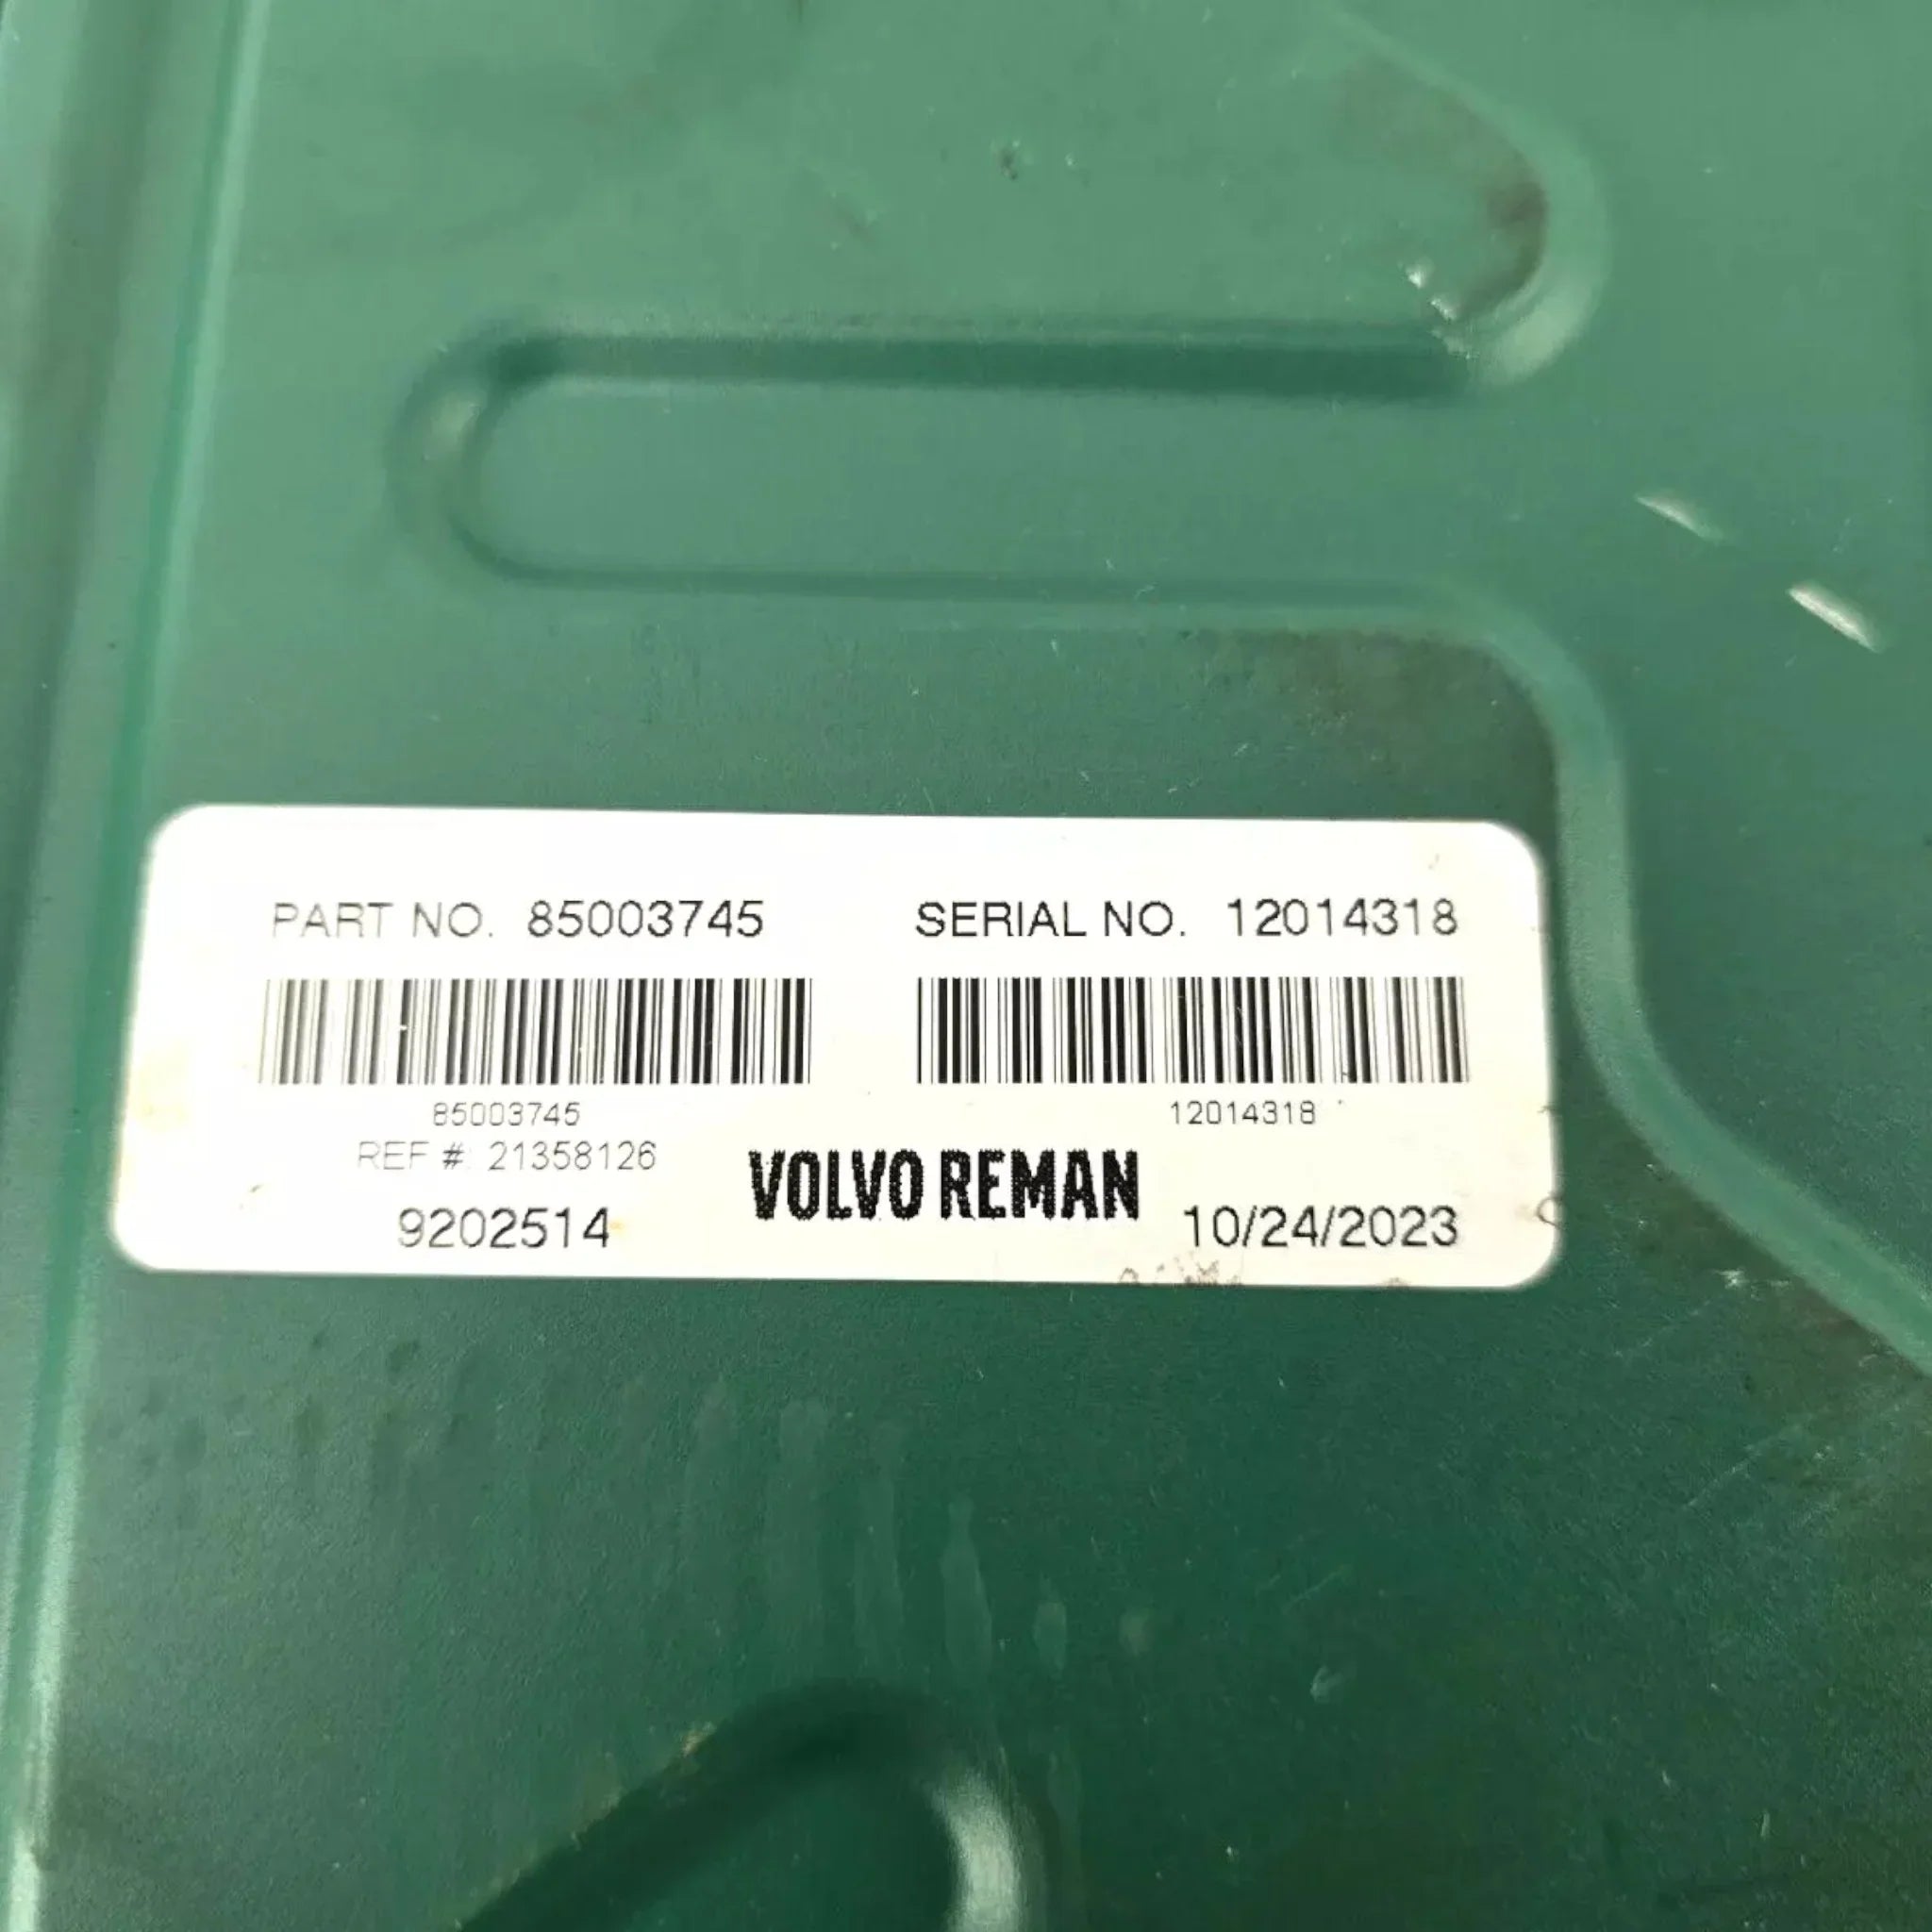 PART NO. 85003745 SERIAL NO. 12014318
85003745 12014318
REF #: 21358126
VOLVO REMAN
9202514 10/24/2023